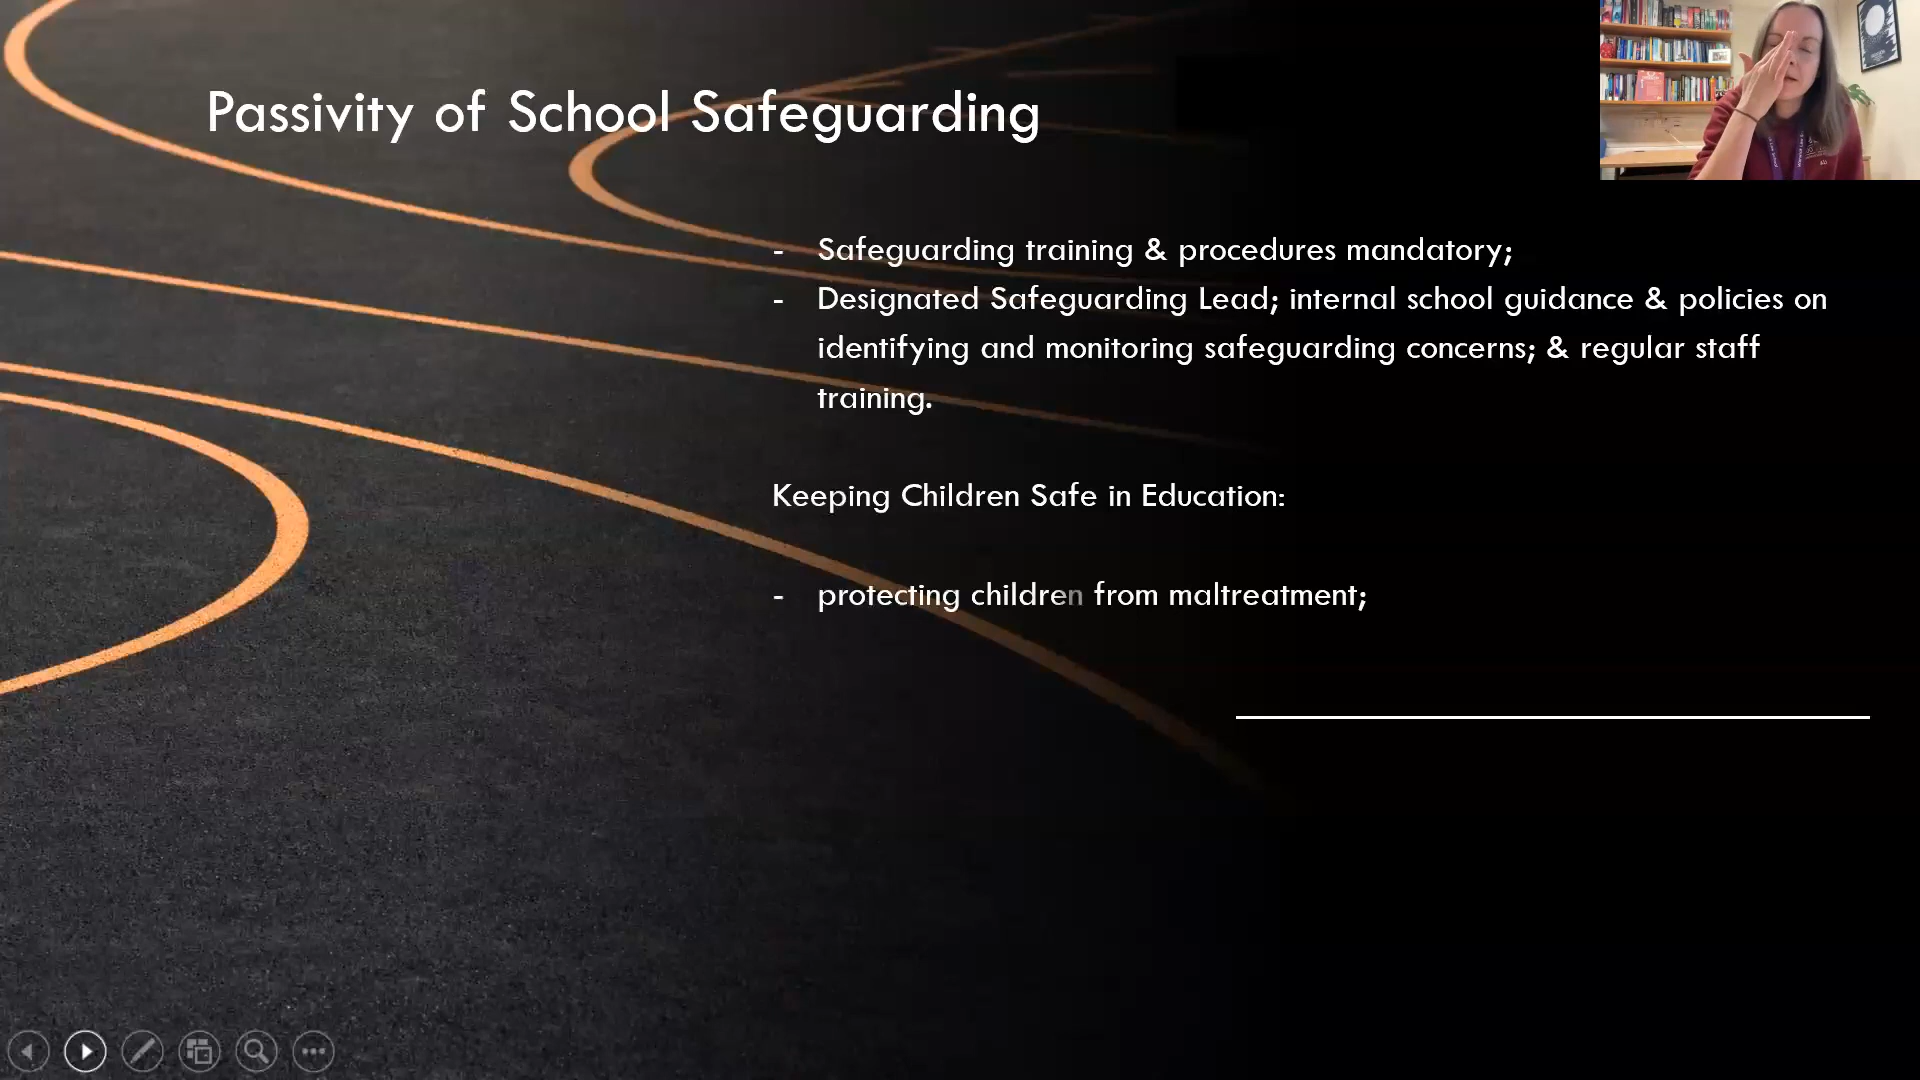 Passivity of School Safeguarding
- Safeguarding training & procedures mandatory;
- Designated Safeguarding Lead; internal school guidance & policies on
identifying and monitoring safeguarding concerns; & regular staff
training.
Keeping Children Safe in Education:
- protecting children from maltreatment;